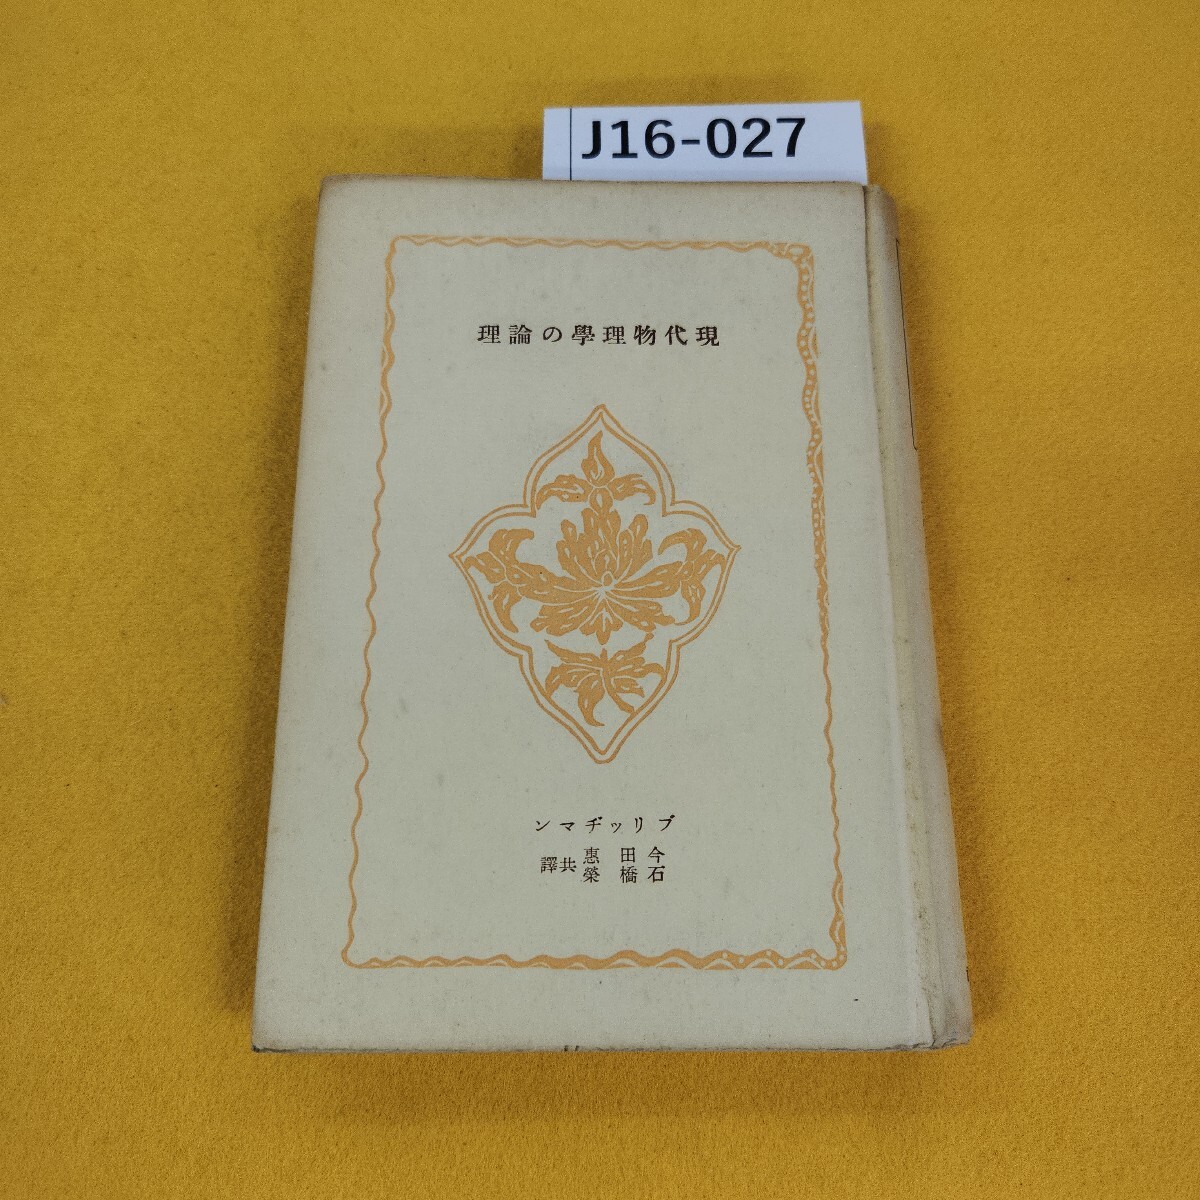 J16-027
現代物理學の論理
ブリッヂマン
今田惠
石橋榮
共譯